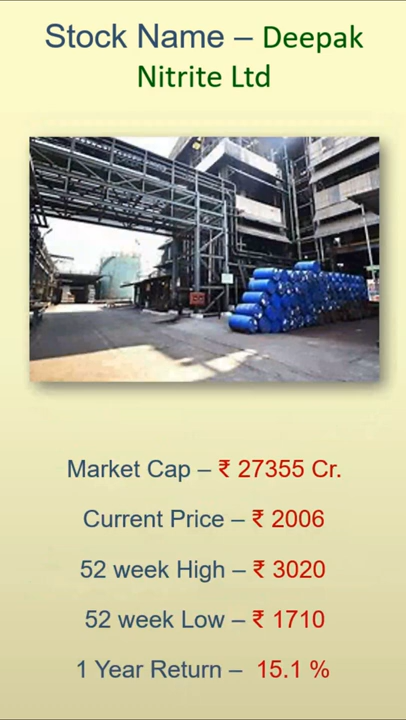 Stock Name – Deepak
Nitrite Ltd
Market Cap – ₹ 27355 Cr.
Current Price – ₹ 2006
52 week High – ₹ 3020
52 week Low – ₹ 1710
1 Year Return – 15.1 %